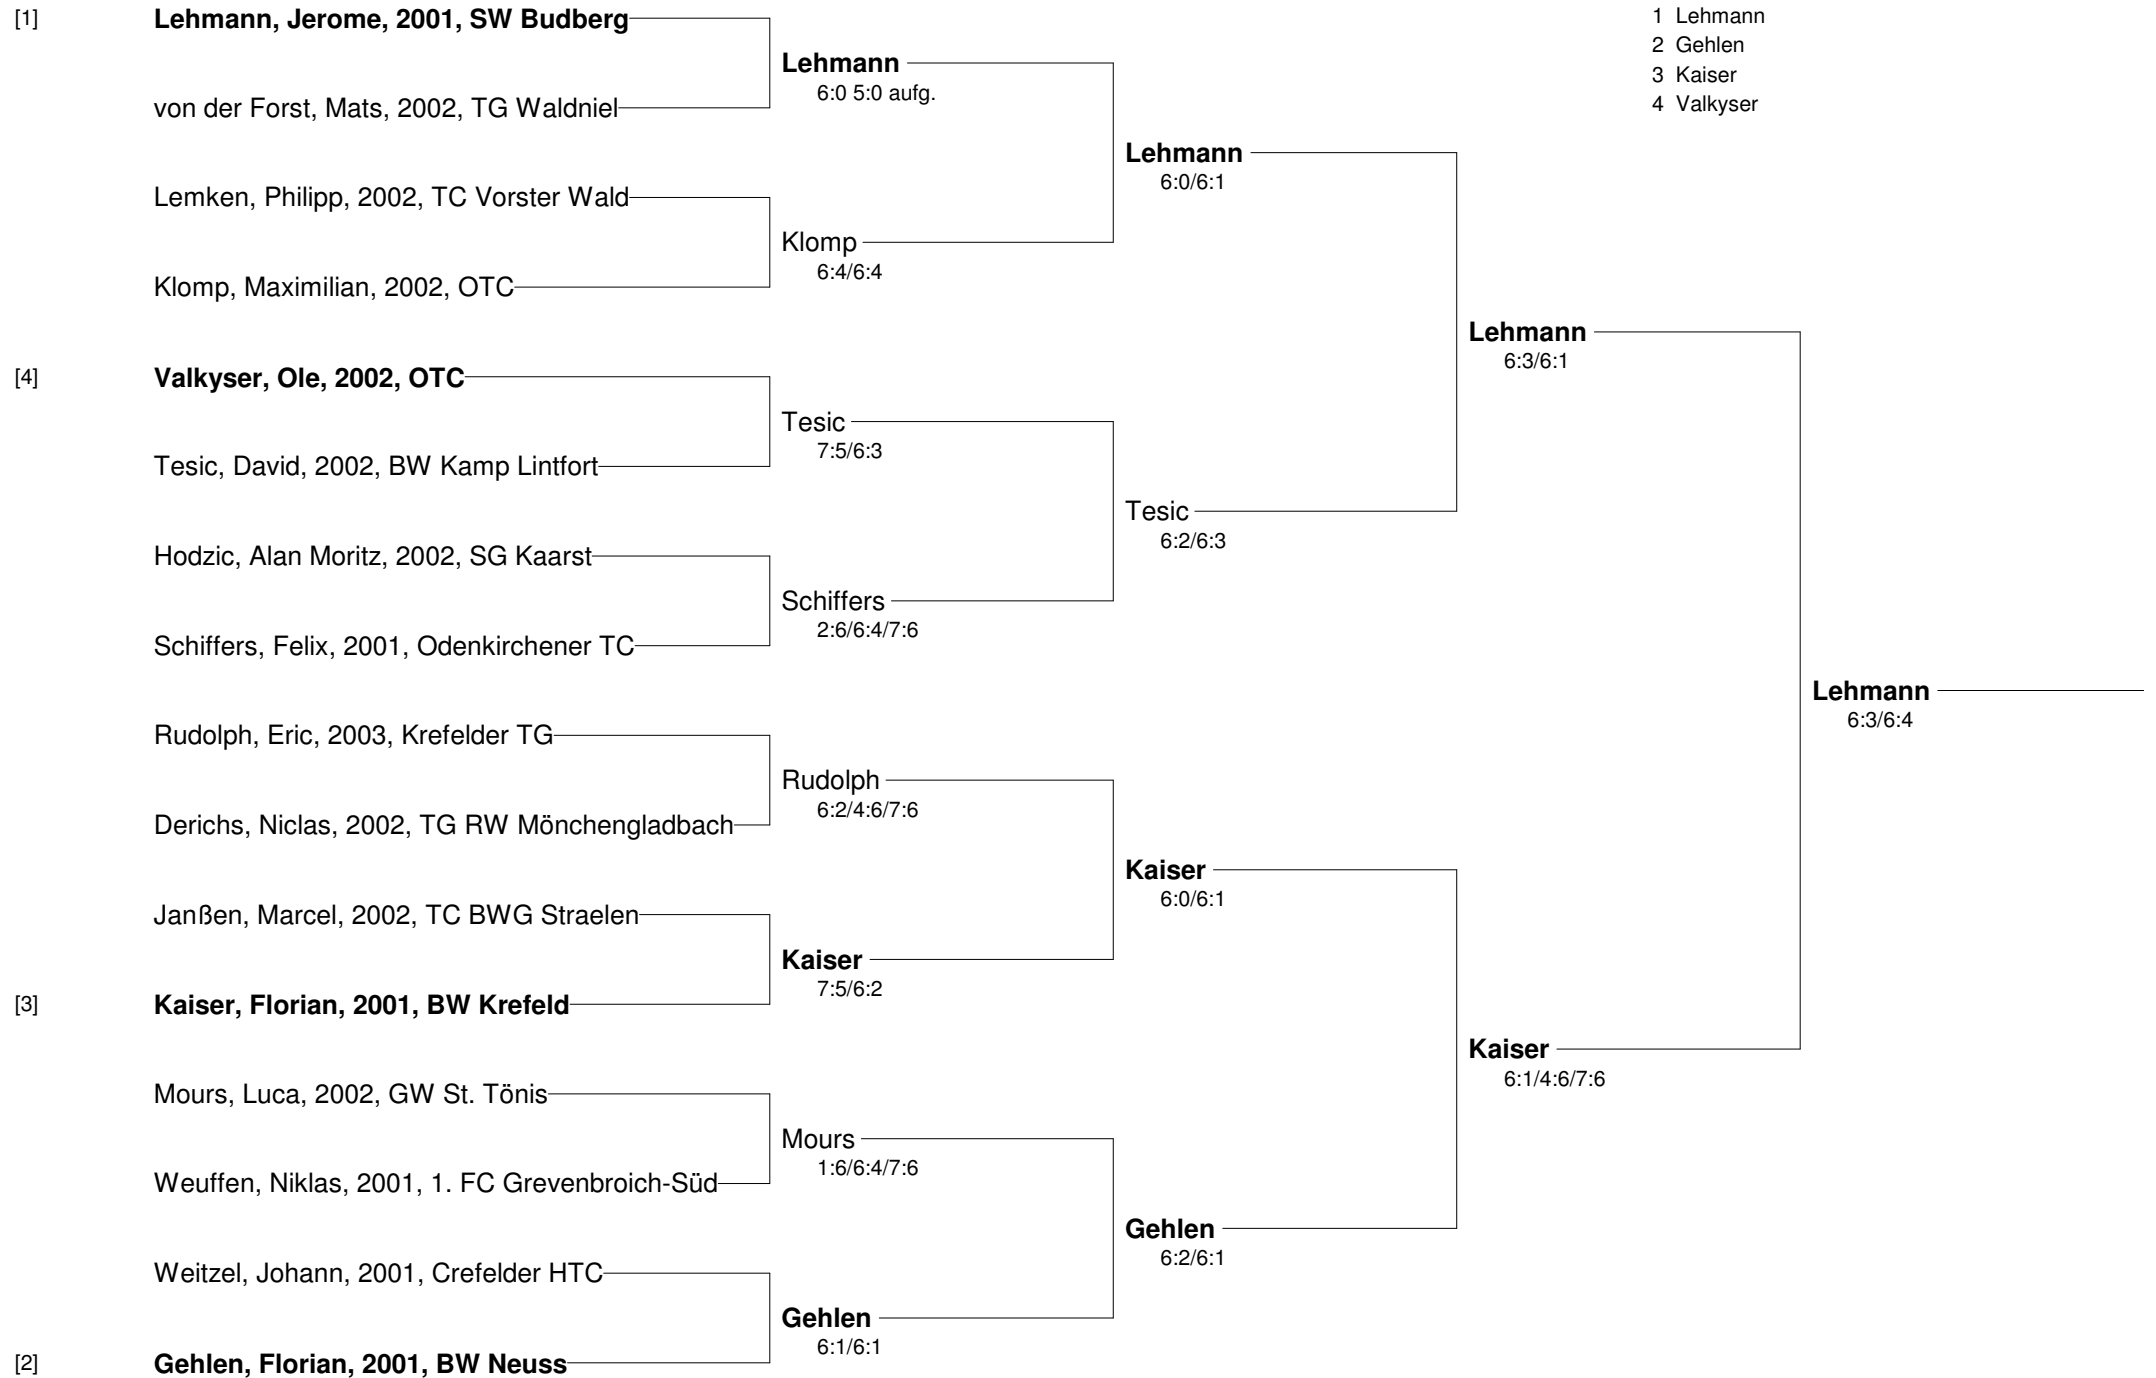 [1] Lehmann, Jerome, 2001, SW Budberg
1 Lehmann
2 Gehlen
3 Kaiser
4 Valkyser
Lehmann
6:0 5:0 aufg.
von der Forst, Mats, 2002, TG Waldniel
Lehmann
6:0/6:1
Lemken, Philipp, 2002, TC Vorster Wald
Klomp
6:4/6:4
Klomp, Maximilian, 2002, OTC
Lehmann
6:3/6:1
[4] Valkyser, Ole, 2002, OTC
Tesic
7:5/6:3
Tesic, David, 2002, BW Kamp Lintfort
Tesic
6:2/6:3
Hodzic, Alan Moritz, 2002, SG Kaarst
Schiffers
2:6/6:4/7:6
Schiffers, Felix, 2001, Odenkirchener TC
Lehmann
6:3/6:4
Rudolph, Eric, 2003, Krefelder TG
Rudolph
6:2/4:6/7:6
Derichs, Niclas, 2002, TG RW Mönchengladbach
Kaiser
6:0/6:1
Janßen, Marcel, 2002, TC BWG Straelen
Kaiser
7:5/6:2
[3] Kaiser, Florian, 2001, BW Krefeld
Kaiser
6:1/4:6/7:6
Mours, Luca, 2002, GW St. Tönis
Mours
1:6/6:4/7:6
Weuffen, Niklas, 2001, 1. FC Grevenbroich-Süd
Gehlen
6:2/6:1
Weitzel, Johann, 2001, Crefelder HTC
Gehlen
6:1/6:1
[2] Gehlen, Florian, 2001, BW Neuss